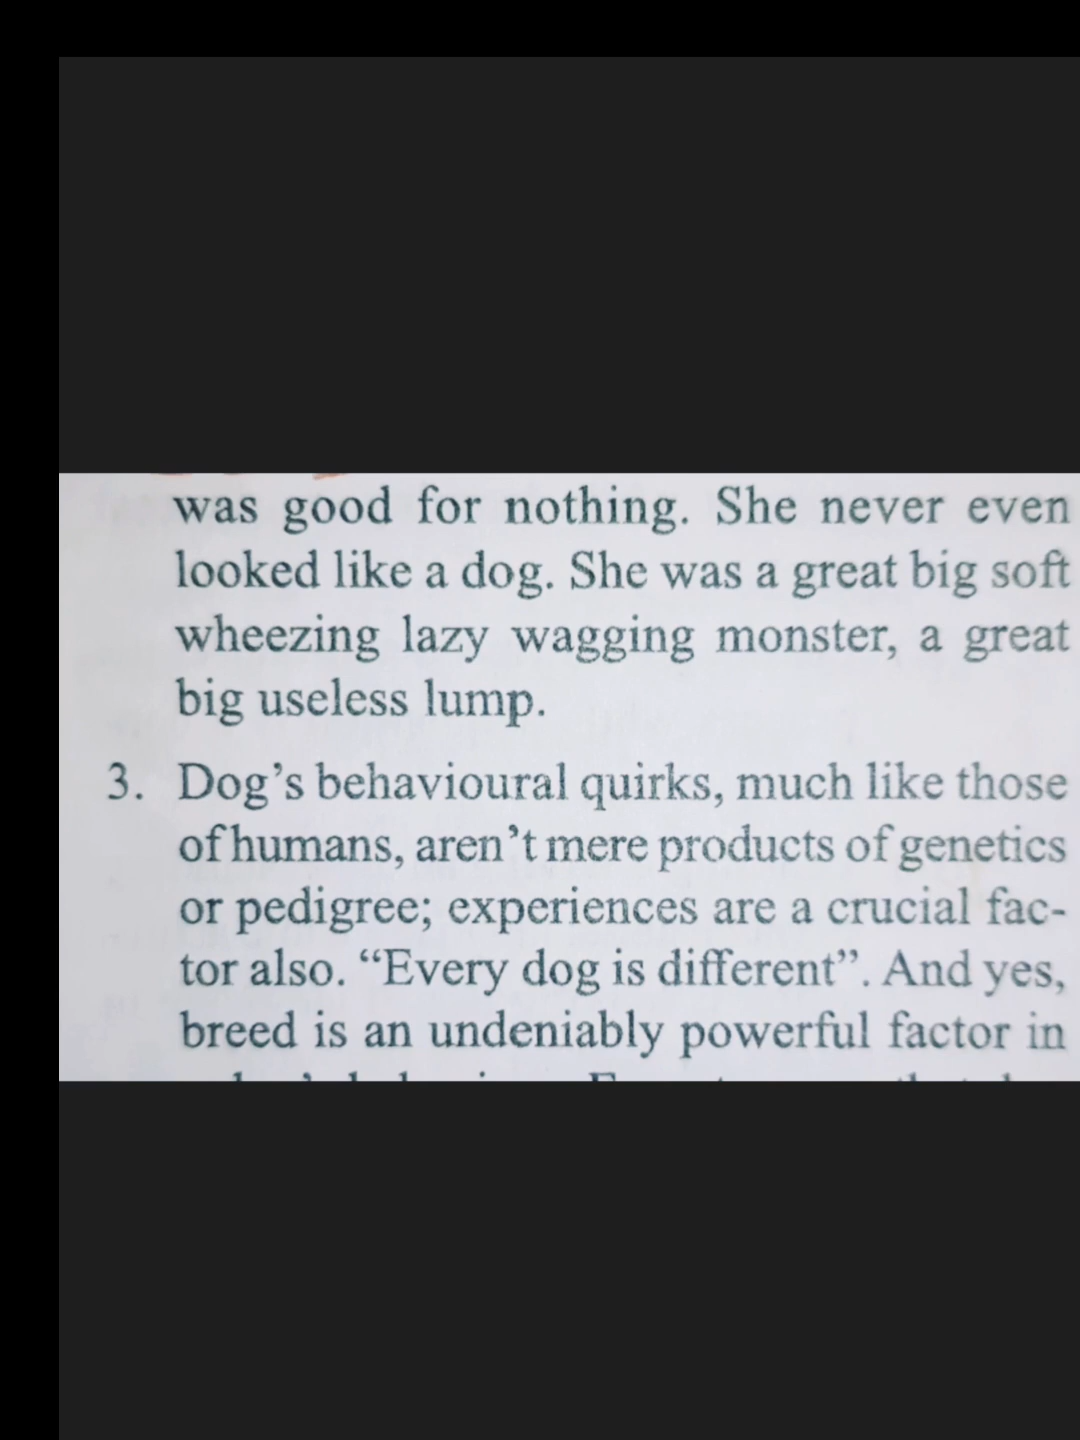 was good for nothing. She never even
looked like a dog. She was a great big soft
wheezing lazy wagging monster, a great
big useless lump.
3. Dog’s behavioural quirks, much like those
of humans, aren’t mere products of genetics
or pedigree; experiences are a crucial fac-
tor also. “Every dog is different”. And yes,
breed is an undeniably powerful factor in